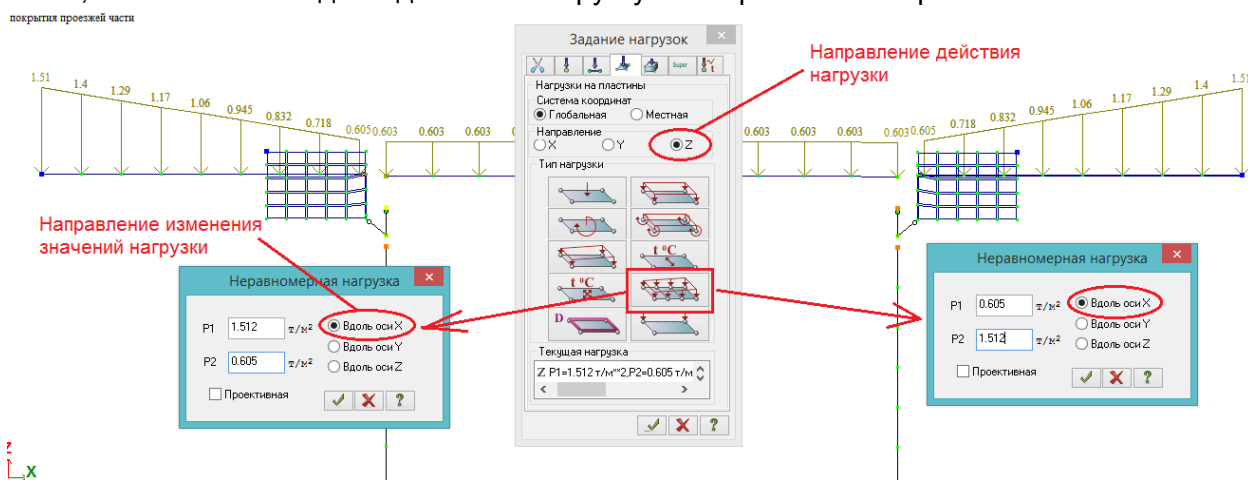 покрытия проезжей части
Задание нагрузок
Super
Нагрузки на пластины
Система координат
Глобальная Местная
Направление
X Y Z
Тип нагрузки
t °C
t °C
D
Текущая нагрузка
Z P1=1.512 т/м**2,P2=0.605 т/м
Направление действия
нагрузки
1.51 1.4 1.29 1.17 1.06 0.945 0.832 0.718 0.605 0.603 0.603 0.603
0.603 0.603 0.603 0.603 0.605 0.718 0.832 0.945 1.06 1.17 1.29 1.4 1.51
Направление изменения
значений нагрузки
Неравномерная нагрузка
P1 1.512 т/м² Вдоль оси X
Вдоль оси Y
P2 0.605 т/м² Вдоль оси Z
Проективная
Неравномерная нагрузка
P1 0.605 т/м² Вдоль оси X
Вдоль оси Y
P2 1.512 т/м² Вдоль оси Z
Проективная
Z
X